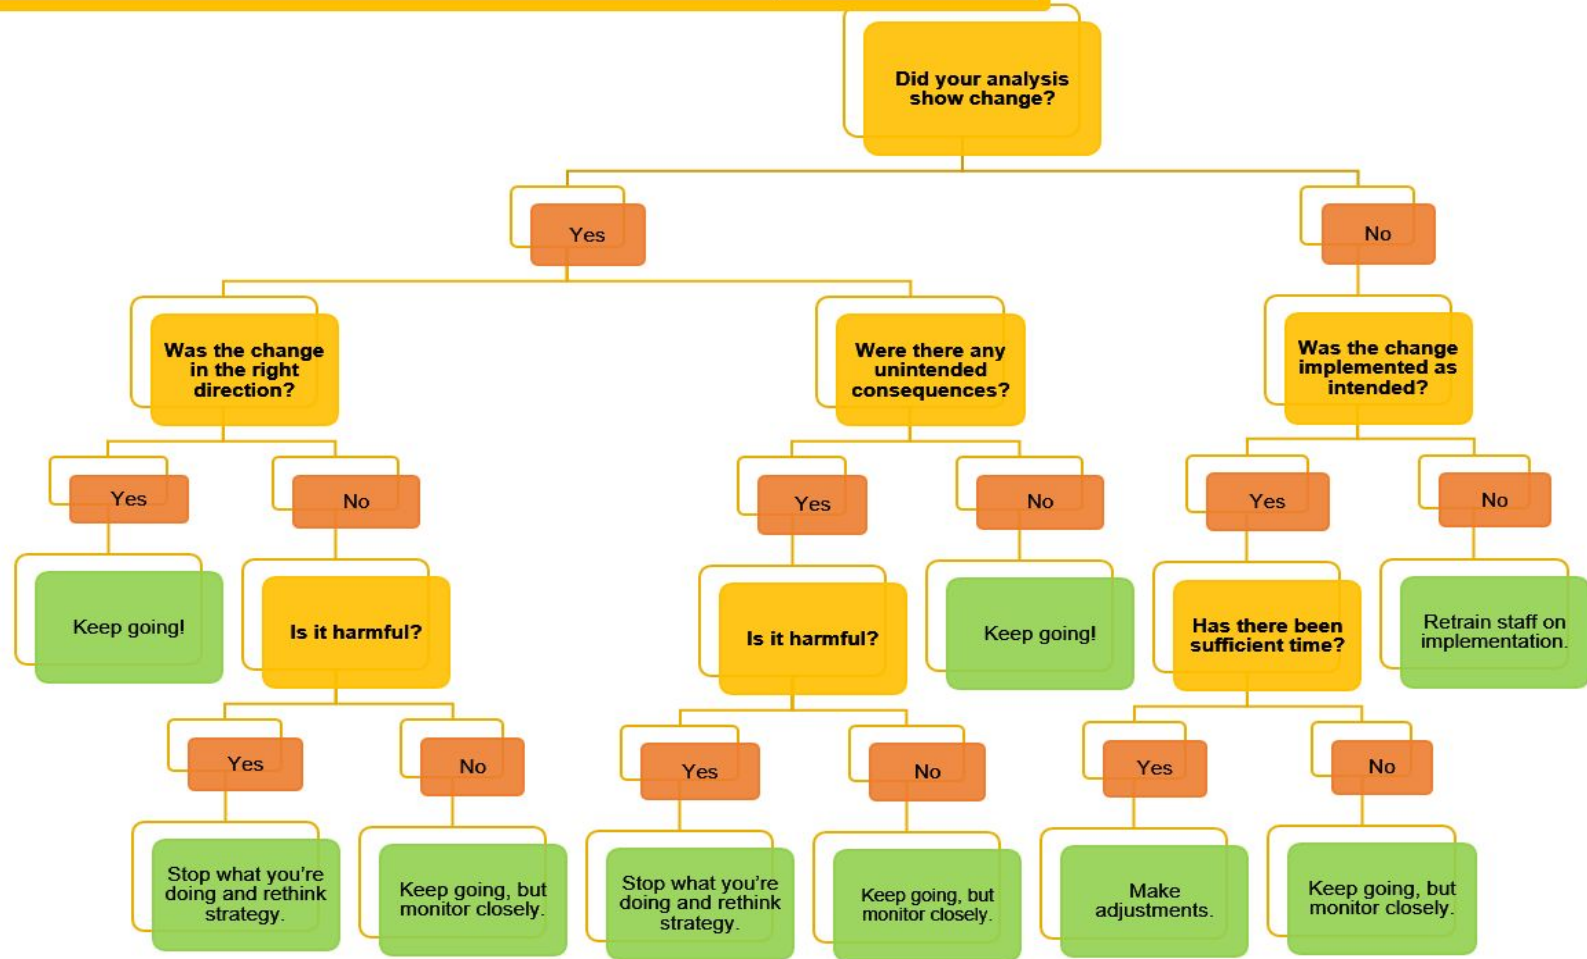 Did your analysis
show change?
Yes
No
Was the change
in the right
direction?
Were there any
unintended
consequences?
Was the change
implemented as
intended?
Yes
No
Yes
No
Yes
No
Keep going!
Is it harmful?
Is it harmful?
Keep going!
Has there been
sufficient time?
Retrain staff on
implementation.
Yes
No
Yes
No
Yes
No
Stop what you’re
doing and rethink
strategy.
Keep going, but
monitor closely.
Stop what you’re
doing and rethink
strategy.
Keep going, but
monitor closely.
Make
adjustments.
Keep going, but
monitor closely.